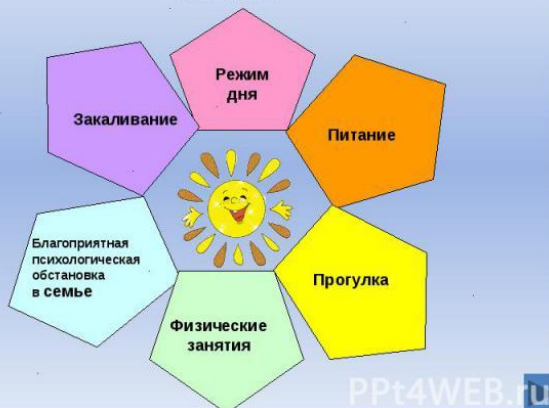 Режим
дня
Закаливание
Питание
Благоприятная
психологическая
обстановка
в семье
Прогулка
Физические
занятия
PPt4WEB.ru